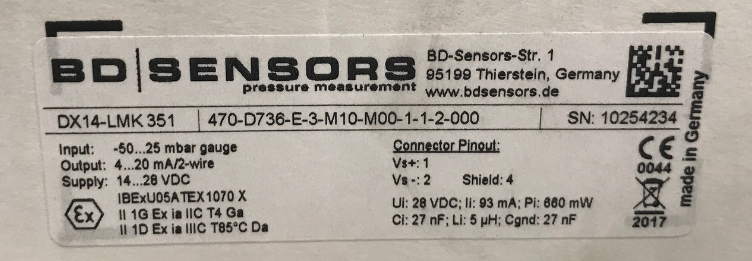 BD|SENSORS
pressure measurement
BD-Sensors-Str. 1
95199 Thierstein, Germany
www.bdsensors.de
DX14-LMK 351 470-D736-E-3-M10-M00-1-1-2-000 SN: 10254234
Input: -50...25 mbar gauge
Output: 4...20 mA/2-wire
Supply: 14...28 VDC
Ex
IBExU05ATEX1070 X
II 1G Ex ia IIC T4 Ga
II 1D Ex ia IIIC T85°C Da
Connector Pinout:
Vs+: 1
Vs -: 2 Shield: 4
Ui: 28 VDC; Ii: 93 mA; Pi: 660 mW
Ci: 27 nF; Li: 5 µH; Cgnd: 27 nF
CE
0044
2017
made in Germany